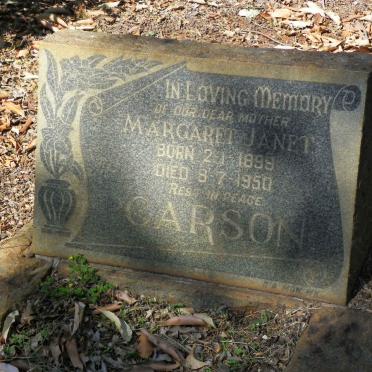 IN LOVING MEMORY
OF OUR DEAR MOTHER
MARGARET JANET
BORN 2.1.1899
DIED 9.7.1950
REST IN PEACE
CARSON